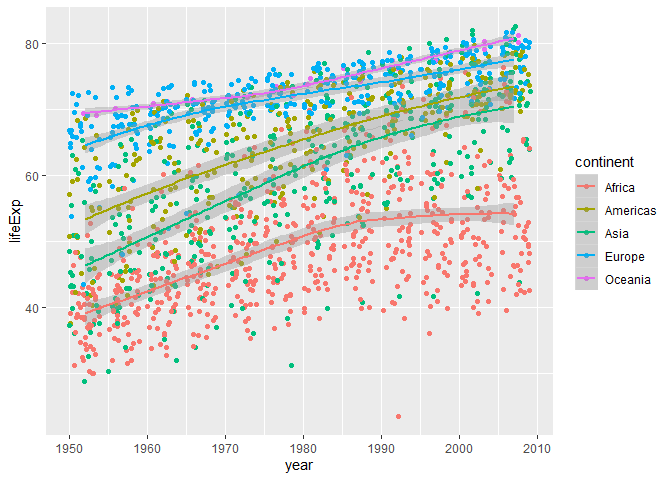 80
60
40
lifeExp
1950
1960
1970
1980
1990
2000
2010
year
continent
Africa
Americas
Asia
Europe
Oceania